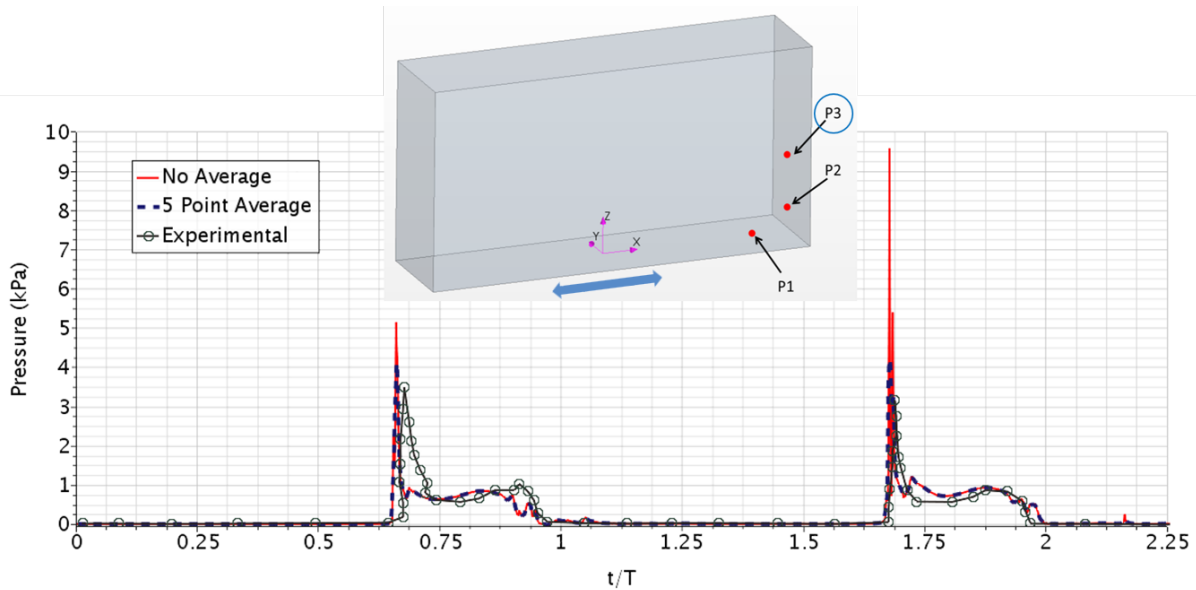 P3
P2
Z
Y
X
P1
10
9
8
7
6
5
4
3
2
1
0
Pressure (kPa)
No Average
5 Point Average
Experimental
0
0.25
0.5
0.75
1
1.25
1.5
1.75
2
2.25
t/T